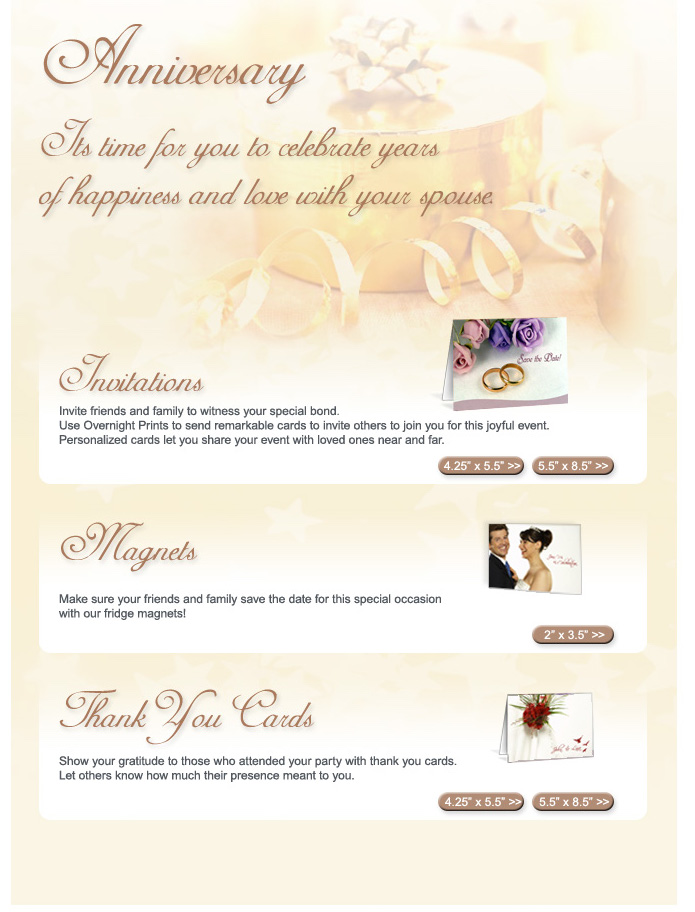 Anniversary
Its time for you to celebrate years
of happiness and love with your spouse.
Save the Date!
Invitations
Invite friends and family to witness your special bond.
Use Overnight Prints to send remarkable cards to invite others to join you for this joyful event.
Personalized cards let you share your event with loved ones near and far.
4.25" x 5.5" >> 5.5" x 8.5" >>
Magnets
Make sure your friends and family save the date for this special occasion
with our fridge magnets!
2" x 3.5" >>
Thank You Cards
Show your gratitude to those who attended your party with thank you cards.
Let others know how much their presence meant to you.
4.25" x 5.5" >> 5.5" x 8.5" >>